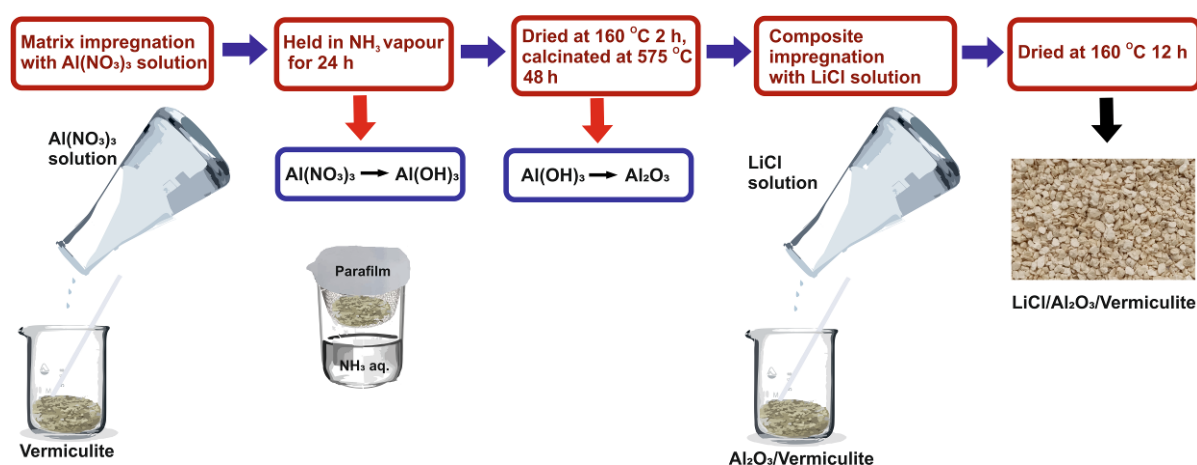 Matrix impregnation
with Al(NO₃)₃ solution
Held in NH₃ vapour
for 24 h
Dried at 160 °C 2 h,
calcinated at 575 °C
48 h
Composite
impregnation
with LiCl solution
Dried at 160 °C 12 h
Al(NO₃)₃
solution
Al(NO₃)₃ → Al(OH)₃
Al(OH)₃ → Al₂O₃
LiCl
solution
Parafilm
NH₃ aq.
LiCl/Al₂O₃/Vermiculite
Vermiculite
Al₂O₃/Vermiculite